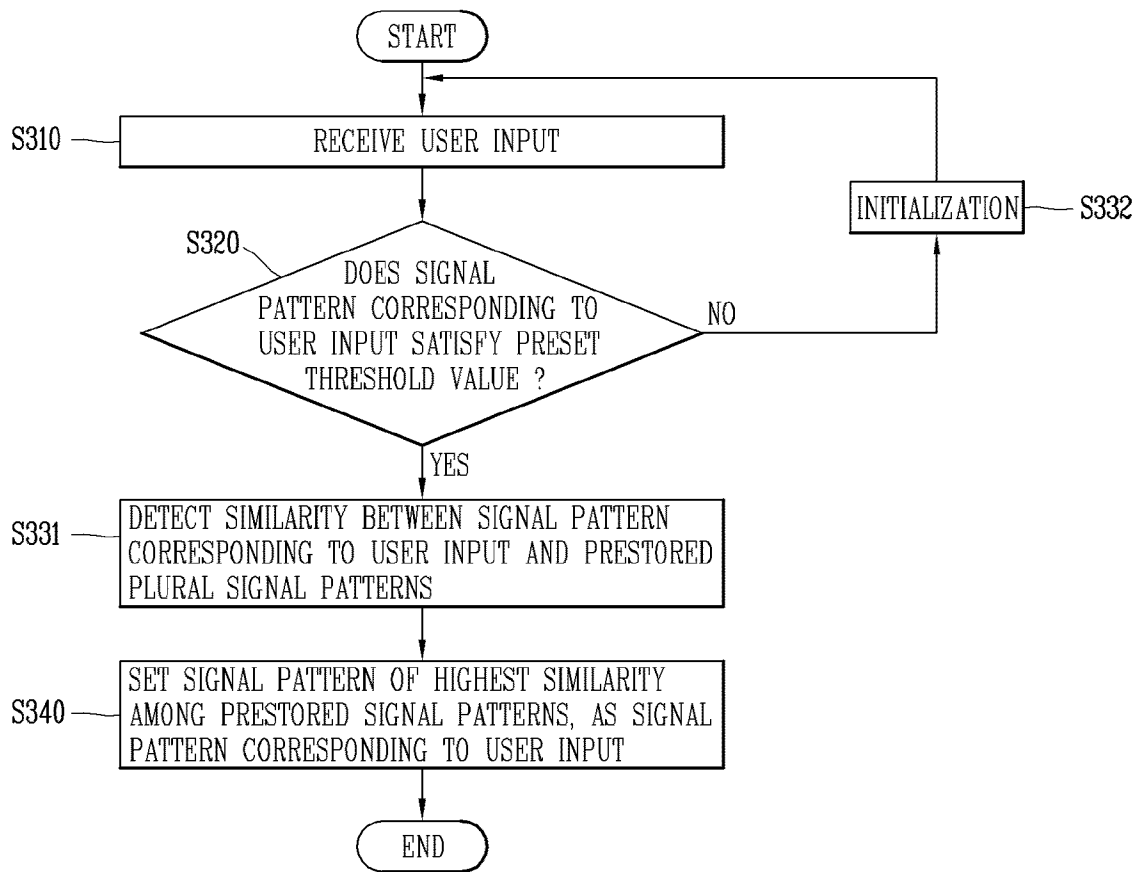 START
S310
RECEIVE USER INPUT
INITIALIZATION
S332
S320
DOES SIGNAL
PATTERN CORRESPONDING TO
USER INPUT SATISFY PRESET
THRESHOLD VALUE ?
NO
YES
S331
DETECT SIMILARITY BETWEEN SIGNAL PATTERN
CORRESPONDING TO USER INPUT AND PRESTORED
PLURAL SIGNAL PATTERNS
S340
SET SIGNAL PATTERN OF HIGHEST SIMILARITY
AMONG PRESTORED SIGNAL PATTERNS, AS SIGNAL
PATTERN CORRESPONDING TO USER INPUT
END